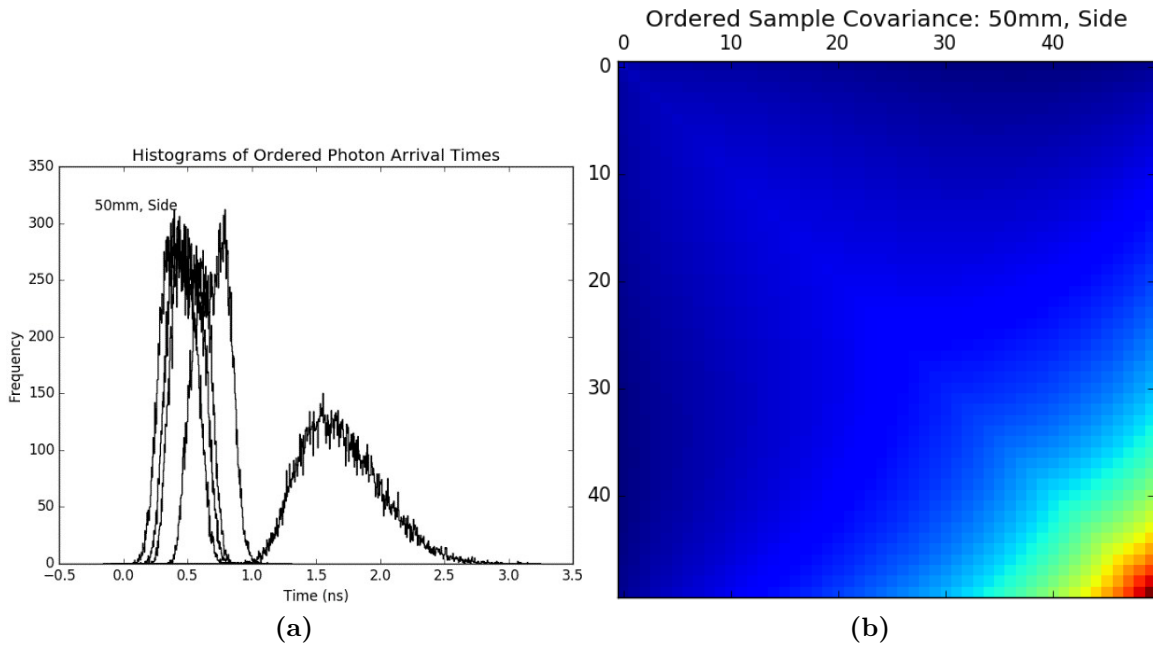 Histograms of Ordered Photon Arrival Times
350
300
250
200
150
100
50
0
50mm, Side
Frequency
−0.5 0.0 0.5 1.0 1.5 2.0 2.5 3.0 3.5
Time (ns)
(a)
Ordered Sample Covariance: 50mm, Side
0 10 20 30 40
0
10
20
30
40
(b)